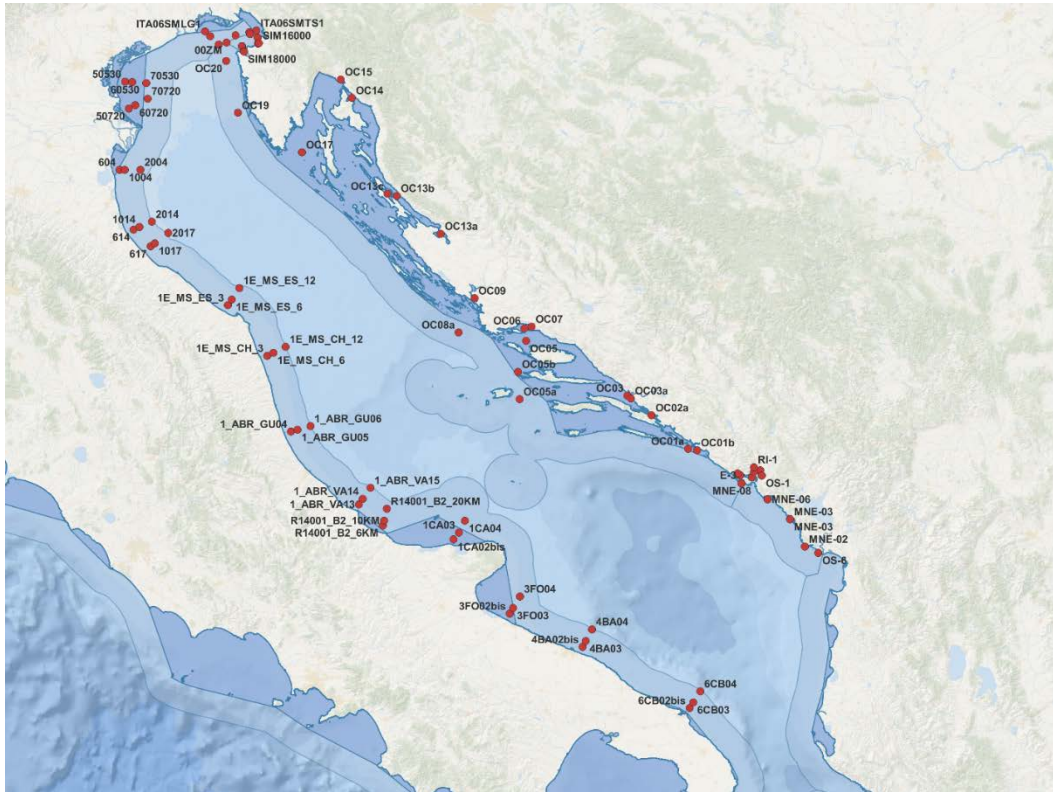 ITA06SMLG1
ITA06SMTS1
SIM16000
00ZM
SIM18000
OC20
50530
60530
70530
70720
60720
50720
OC19
OC15
OC14
OC17
604
1004
2004
OC13c
OC13b
1014
614
2014
2017
617
1017
OC13a
1E_MS_ES_12
1E_MS_ES_3
1E_MS_ES_6
OC09
OC06
OC07
OC08a
OC05
1E_MS_CH_12
1E_MS_CH_3
1E_MS_CH_6
OC05b
OC05a
OC03
OC03a
OC02a
1_ABR_GU06
1_ABR_GU04
1_ABR_GU05
OC01a
OC01b
RI-1
E-3
OS-1
MNE-08
MNE-06
1_ABR_VA15
1_ABR_VA14
1_ABR_VA13
R14001_B2_20KM
R14001_B2_10KM
R14001_B2_6KM
1CA03
1CA04
1CA02bis
MNE-03
MNE-03
MNE-02
OS-6
3FO04
3FO02bis
3FO03
4BA04
4BA02bis
4BA03
6CB04
6CB02bis
6CB03